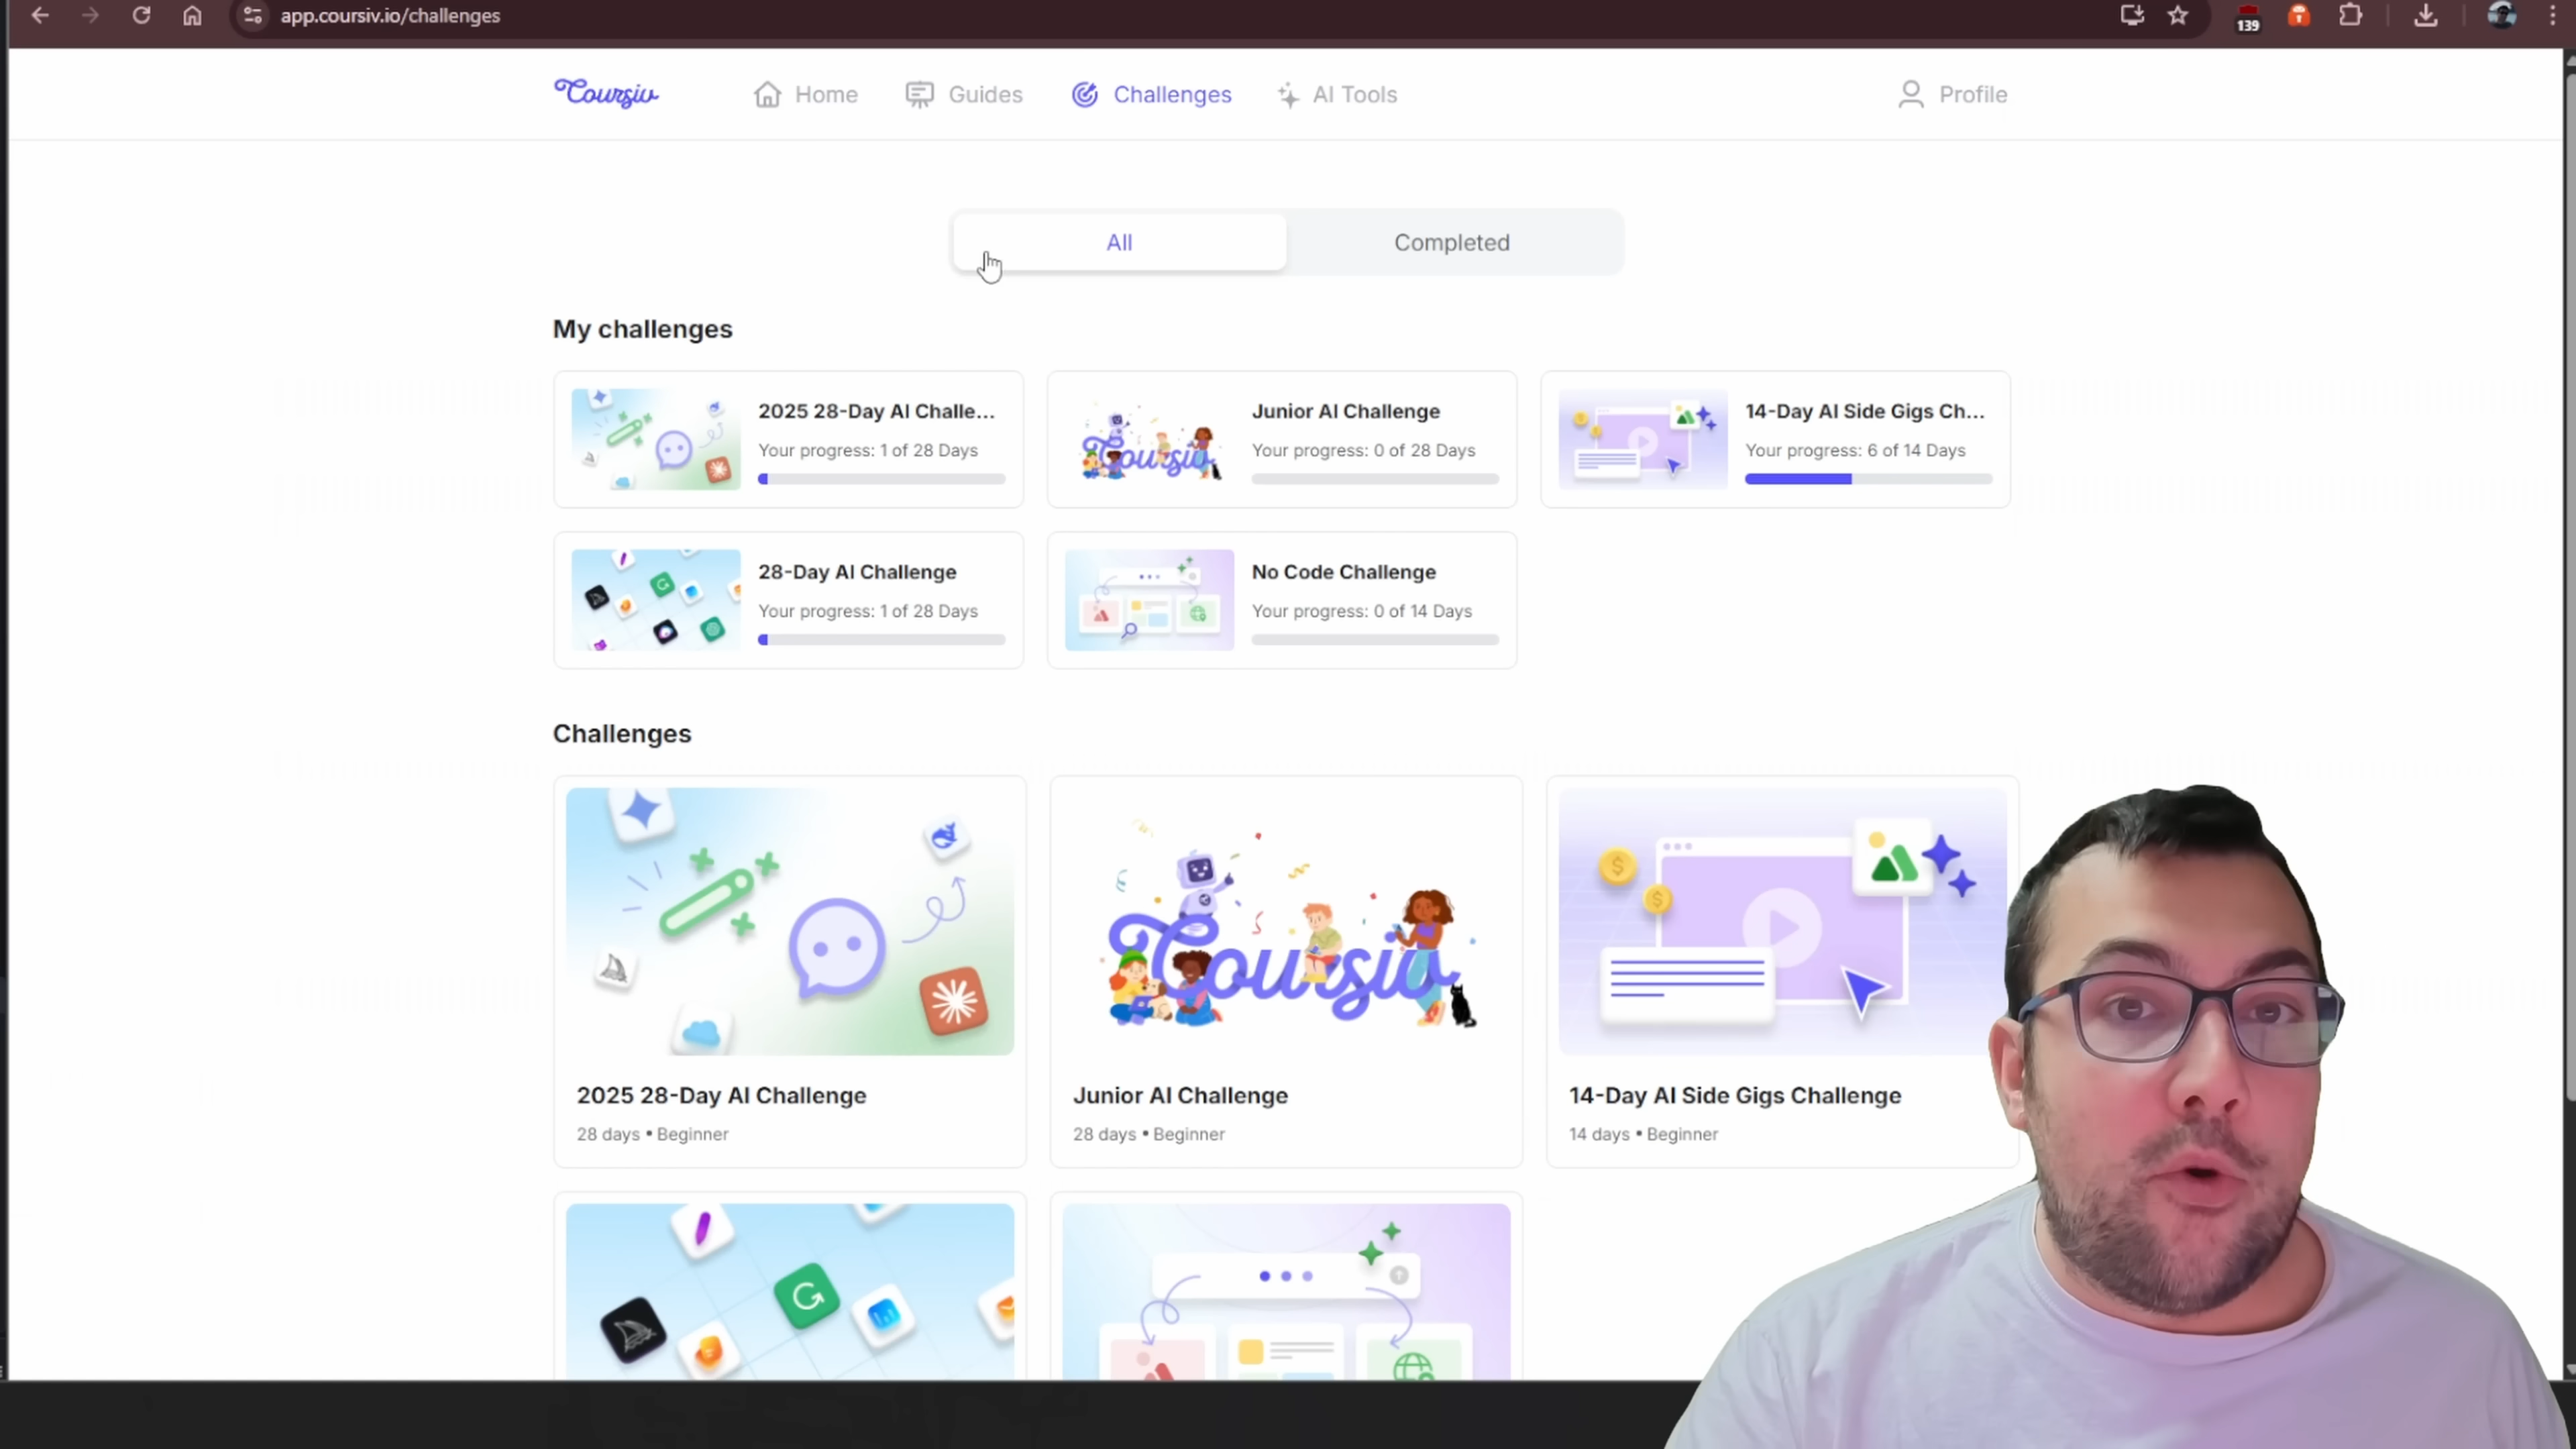 app.coursiv.io/challenges
139
Coursiv
Home
Guides
Challenges
AI Tools
Profile
All
Completed
My challenges
2025 28-Day AI Challe...
Your progress: 1 of 28 Days
Coursiv
Junior AI Challenge
Your progress: 0 of 28 Days
14-Day AI Side Gigs Ch...
Your progress: 6 of 14 Days
28-Day AI Challenge
Your progress: 1 of 28 Days
No Code Challenge
Your progress: 0 of 14 Days
Challenges
Coursiv
2025 28-Day AI Challenge
28 days • Beginner
Junior AI Challenge
28 days • Beginner
14-Day AI Side Gigs Challenge
14 days • Beginner